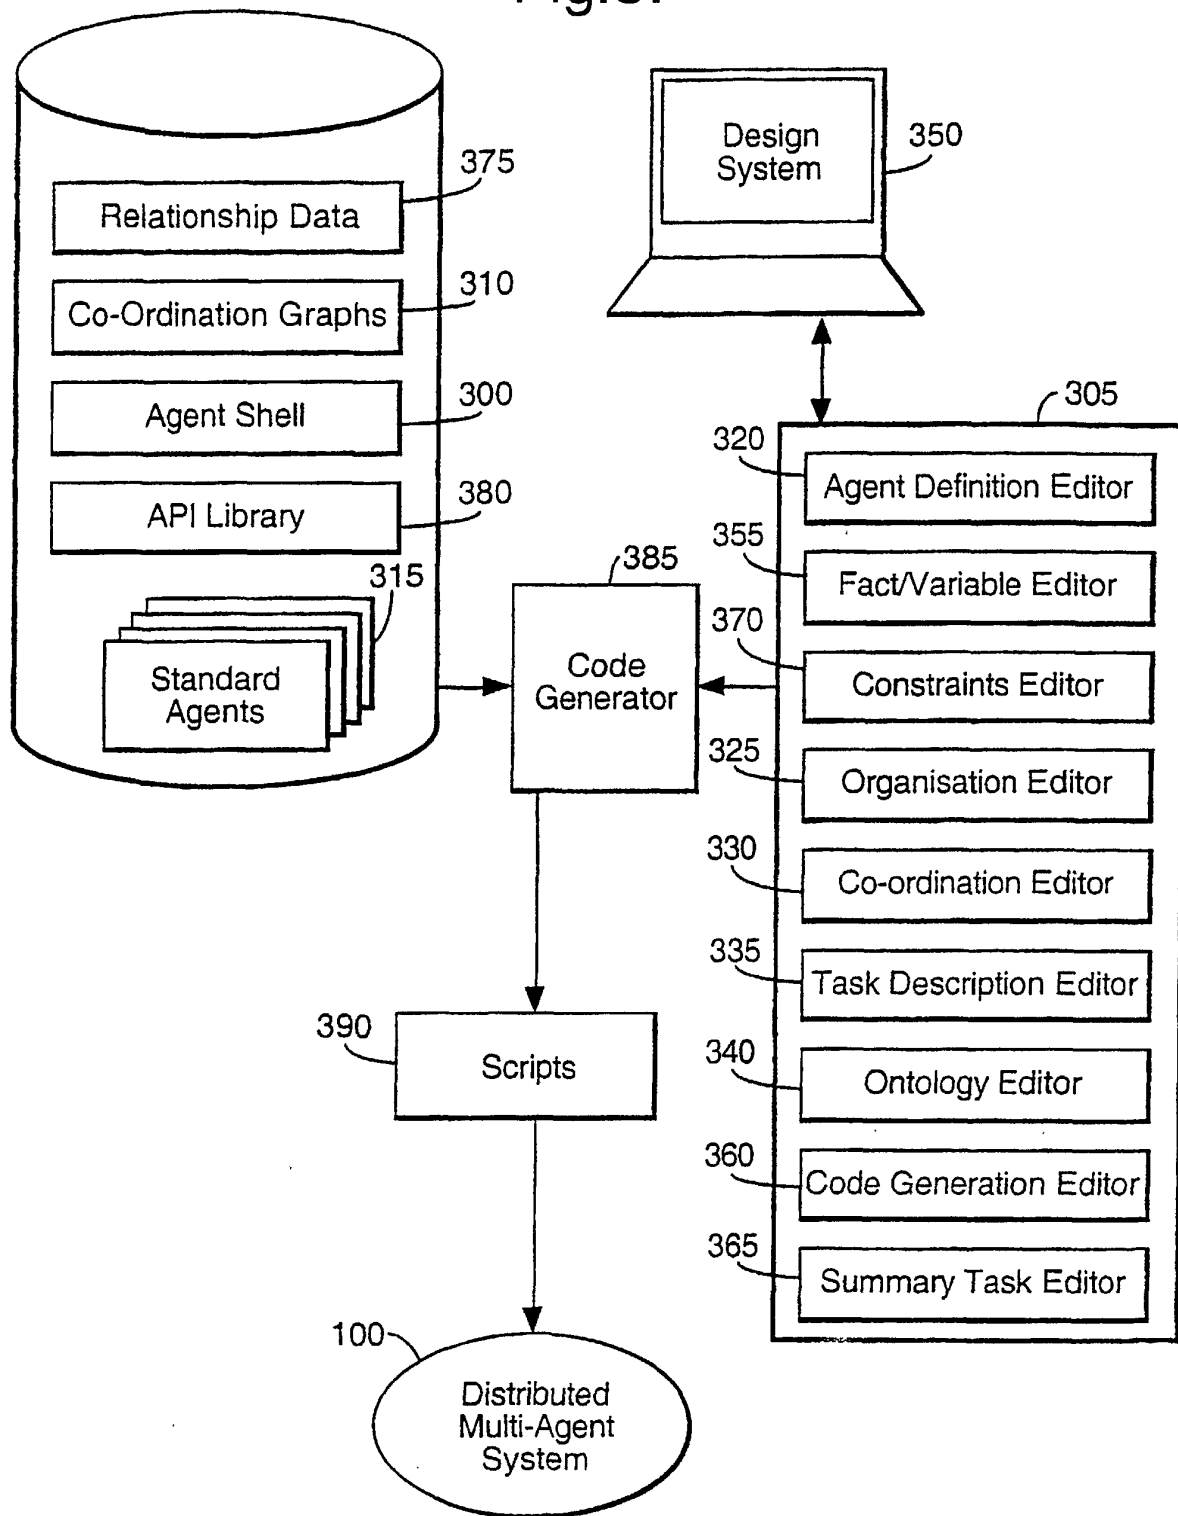 375
Relationship Data
310
Co-Ordination Graphs
300
Agent Shell
380
API Library
315
Standard
Agents
Design
System
350
305
320
Agent Definition Editor
355
Fact/Variable Editor
370
Constraints Editor
325
Organisation Editor
330
Co-ordination Editor
335
Task Description Editor
340
Ontology Editor
360
Code Generation Editor
365
Summary Task Editor
385
Code
Generator
390
Scripts
100
Distributed
Multi-Agent
System